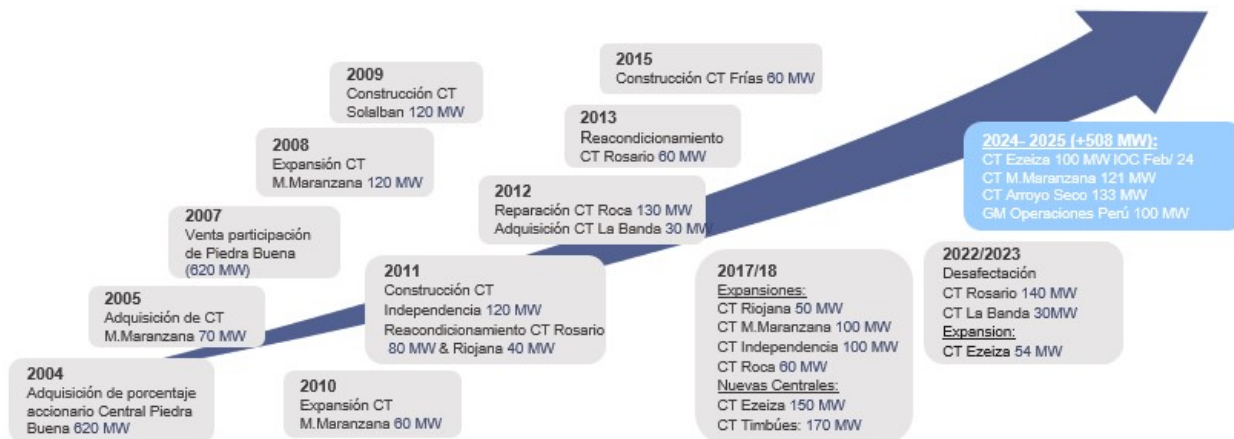 2004
Adquisición de porcentaje
accionario Central Piedra
Buena 620 MW
2005
Adquisición de CT
M.Maranzana 70 MW
2007
Venta participación
de Piedra Buena
(620 MW)
2008
Expansión CT
M.Maranzana 120 MW
2009
Construcción CT
Solalban 120 MW
2010
Expansión CT
M.Maranzana 60 MW
2011
Construcción CT
Independencia 120 MW
Reacondicionamiento CT Rosario
80 MW & Riojana 40 MW
2012
Reparación CT Roca 130 MW
Adquisición CT La Banda 30 MW
2013
Reacondicionamiento
CT Rosario 60 MW
2015
Construcción CT Frías 60 MW
2017/18
Expansiones:
CT Riojana 50 MW
CT M.Maranzana 100 MW
CT Independencia 100 MW
CT Roca 60 MW
Nuevas Centrales:
CT Ezeiza 150 MW
CT Timbúes: 170 MW
2022/2023
Desafectación
CT Rosario 140 MW
CT La Banda 30MW
Expansion:
CT Ezeiza 54 MW
2024– 2025 (+508 MW):
CT Ezeiza 100 MW IOC Feb/ 24
CT M.Maranzana 121 MW
CT Arroyo Seco 133 MW
GM Operaciones Perú 100 MW